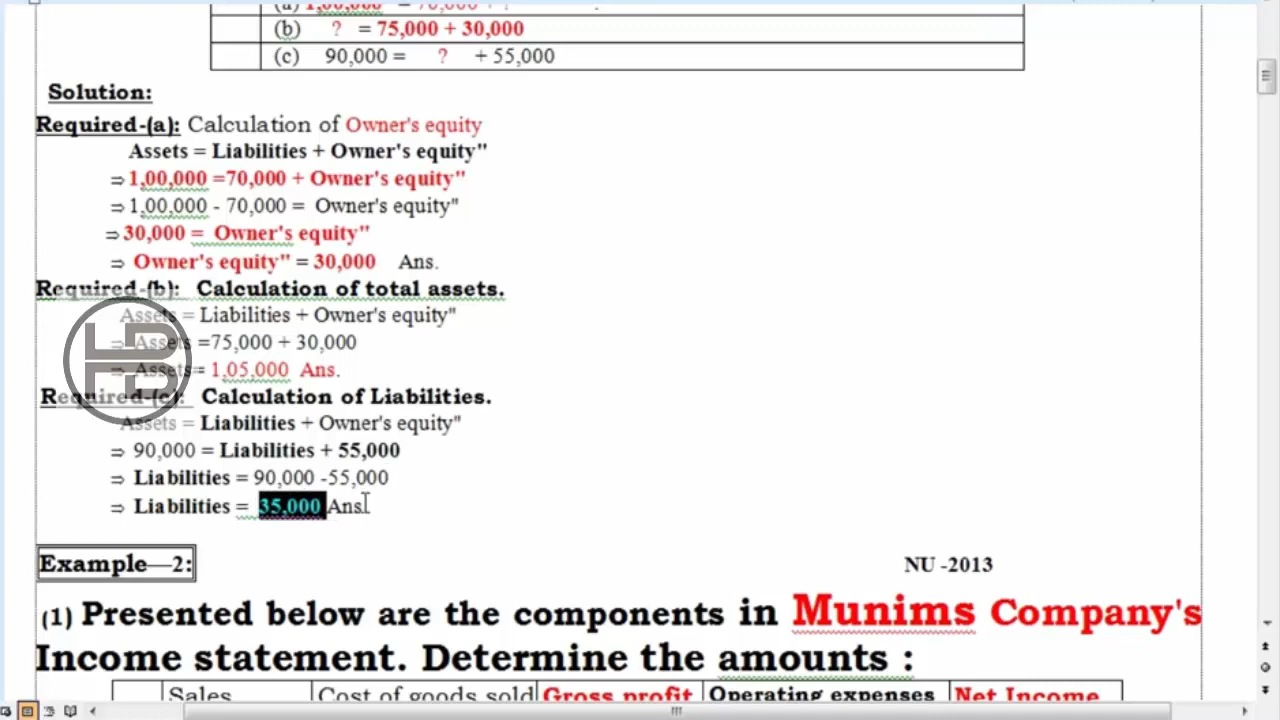 (a) 1,00,000 = 70,000 + ?
(b) ? = 75,000 + 30,000
(c) 90,000 = ? + 55,000
Solution:
Required-(a): Calculation of Owner's equity
Assets = Liabilities + Owner's equity"
⇒ 1,00,000 =70,000 + Owner's equity"
⇒ 1,00,000 - 70,000 = Owner's equity"
⇒ 30,000 = Owner's equity"
⇒ Owner's equity" = 30,000 Ans.
Required-(b): Calculation of total assets.
Assets = Liabilities + Owner's equity"
⇒ Assets =75,000 + 30,000
⇒ Assets= 1,05,000 Ans.
Required-(c): Calculation of Liabilities.
Assets = Liabilities + Owner's equity"
⇒ 90,000 = Liabilities + 55,000
⇒ Liabilities = 90,000 -55,000
⇒ Liabilities = 35,000 Ans.
Example—2: NU -2013
(1) Presented below are the components in Munims Company's
Income statement. Determine the amounts :
Sales Cost of goods sold Gross profit Operating expenses Net Income